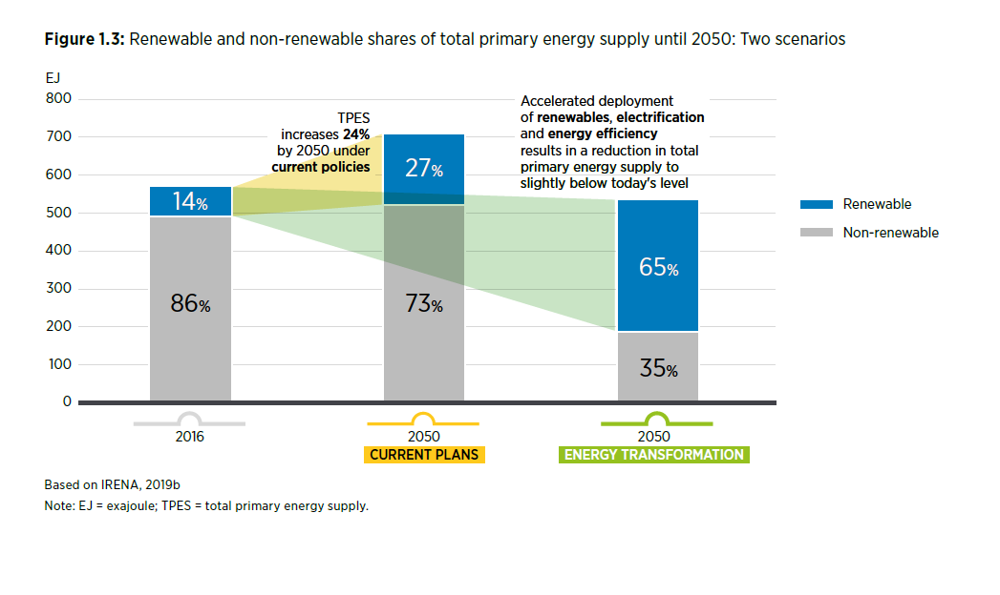 Figure 1.3: Renewable and non-renewable shares of total primary energy supply until 2050: Two scenarios
EJ
800
700
600
500
400
300
200
100
0
TPES
increases 24%
by 2050 under
current policies
Accelerated deployment
of renewables, electrification
and energy efficiency
results in a reduction in total
primary energy supply to
slightly below today's level
14%
86%
27%
73%
65%
35%
Renewable
Non-renewable
2016
2050
CURRENT PLANS
2050
ENERGY TRANSFORMATION
Based on IRENA, 2019b
Note: EJ = exajoule; TPES = total primary energy supply.